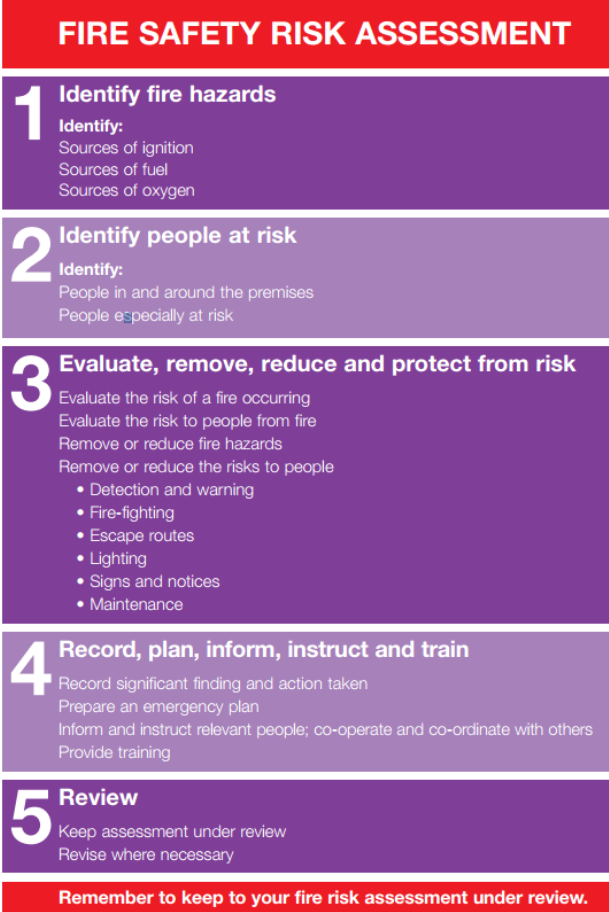 FIRE SAFETY RISK ASSESSMENT
1
Identify fire hazards
Identify:
Sources of ignition
Sources of fuel
Sources of oxygen
2
Identify people at risk
Identify:
People in and around the premises
People especially at risk
3
Evaluate, remove, reduce and protect from risk
Evaluate the risk of a fire occurring
Evaluate the risk to people from fire
Remove or reduce fire hazards
Remove or reduce the risks to people
• Detection and warning
• Fire-fighting
• Escape routes
• Lighting
• Signs and notices
• Maintenance
4
Record, plan, inform, instruct and train
Record significant finding and action taken
Prepare an emergency plan
Inform and instruct relevant people; co-operate and co-ordinate with others
Provide training
5
Review
Keep assessment under review
Revise where necessary
Remember to keep to your fire risk assessment under review.